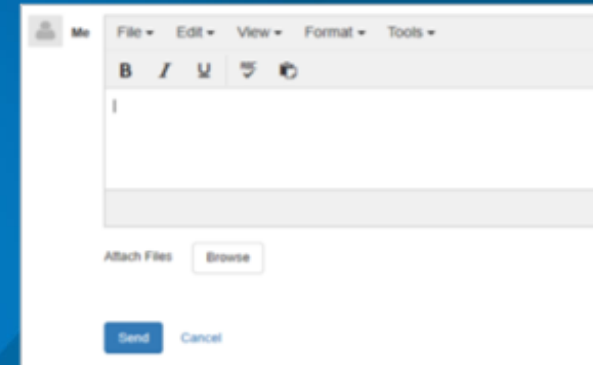 Me File Edit View Format Tools
B I U
Attach Files Browse
Send Cancel